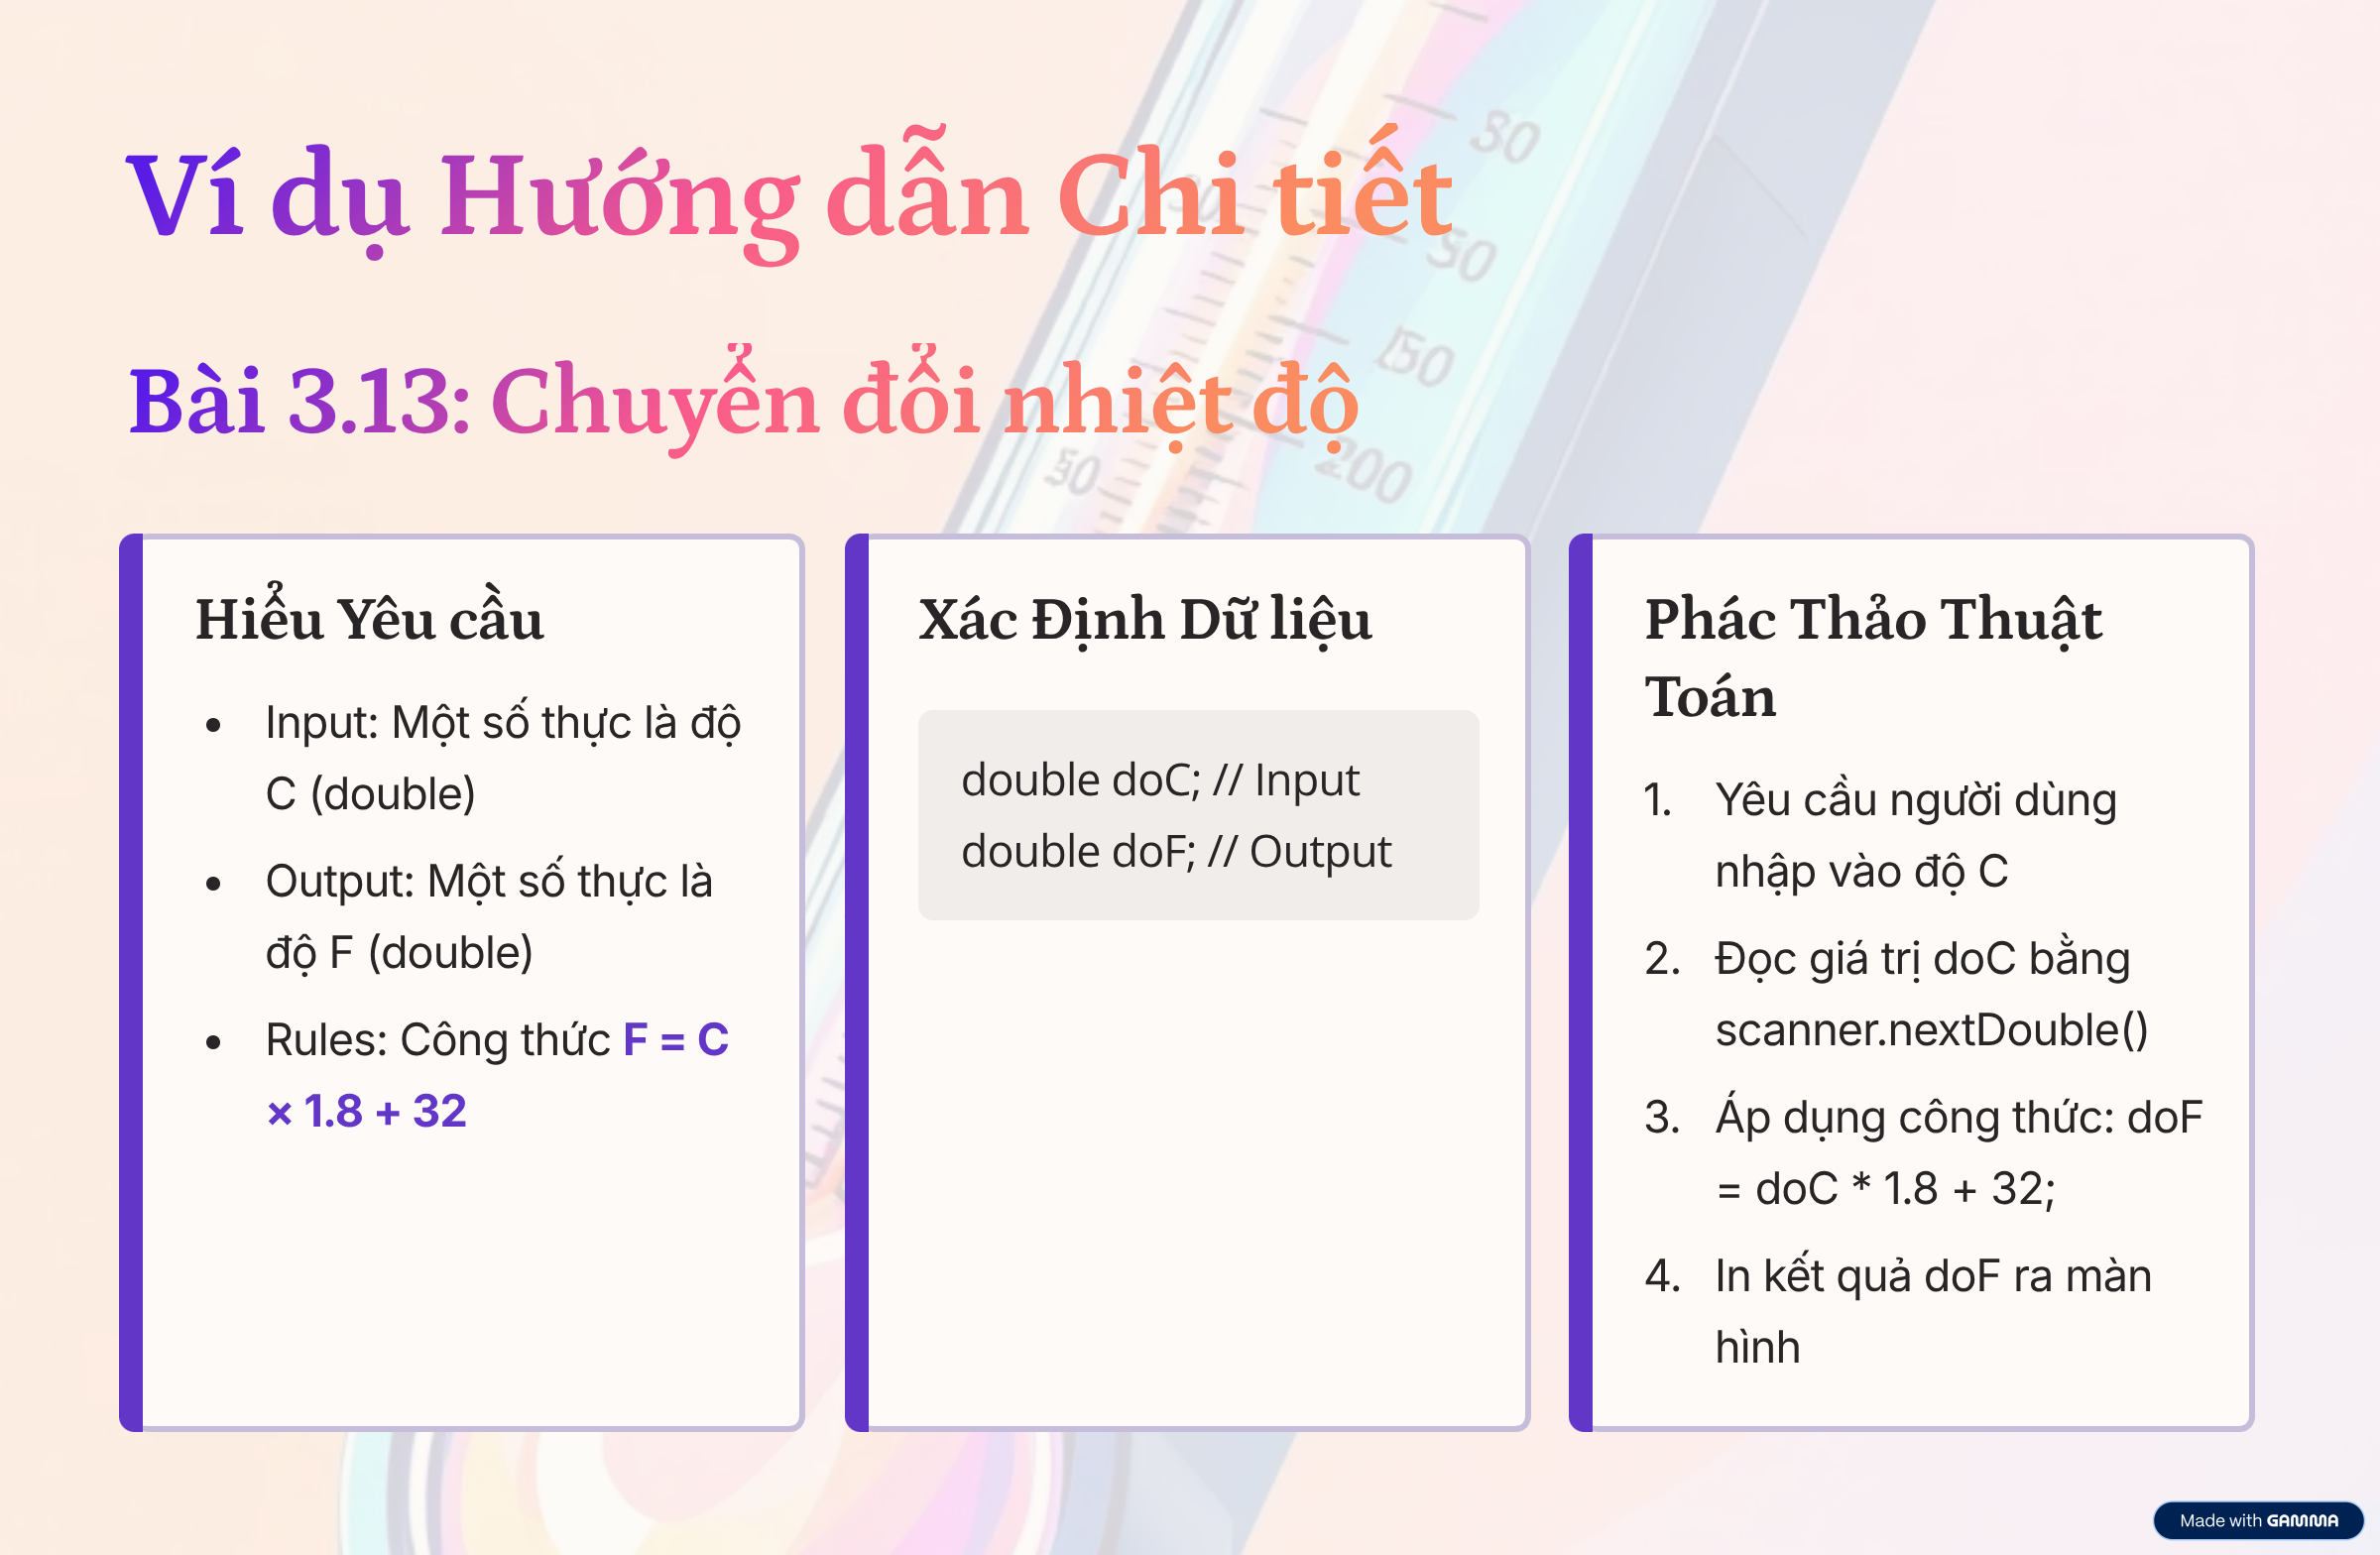 Ví dụ Hướng dẫn Chi tiết
Bài 3.13: Chuyển đổi nhiệt độ
Hiểu Yêu cầu
• Input: Một số thực là độ
C (double)
• Output: Một số thực là
độ F (double)
• Rules: Công thức F = C
× 1.8 + 32
Xác Định Dữ liệu
double doC; // Input
double doF; // Output
Phác Thảo Thuật
Toán
1. Yêu cầu người dùng
nhập vào độ C
2. Đọc giá trị doC bằng
scanner.nextDouble()
3. Áp dụng công thức: doF
= doC * 1.8 + 32;
4. In kết quả doF ra màn
hình
50
200
Made with GAMMA